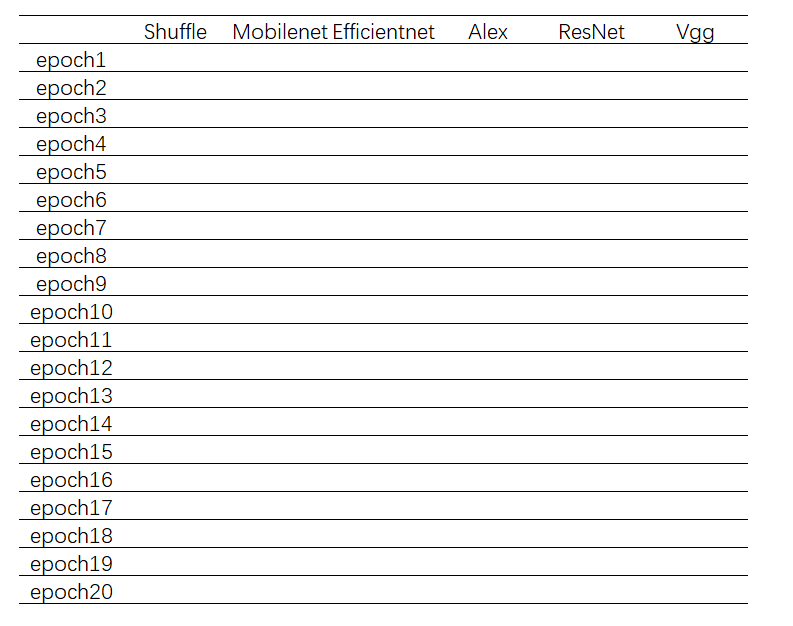 Shuffle Mobilenet Efficientnet Alex ResNet Vgg
epoch1
epoch2
epoch3
epoch4
epoch5
epoch6
epoch7
epoch8
epoch9
epoch10
epoch11
epoch12
epoch13
epoch14
epoch15
epoch16
epoch17
epoch18
epoch19
epoch20